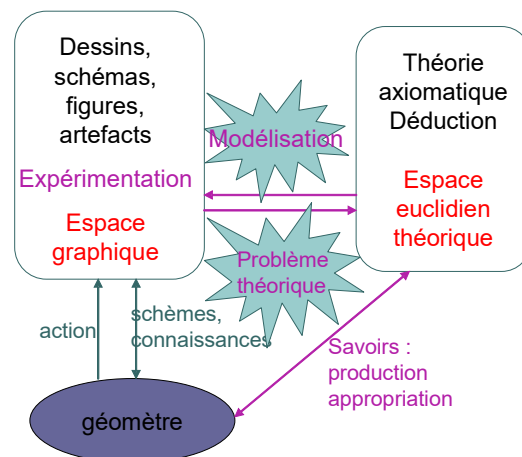 Dessins,
schémas,
figures,
artefacts
Expérimentation
Espace
graphique
Modélisation
Théorie
axiomatique
Déduction
Espace
euclidien
théorique
Problème
théorique
action
schèmes,
connaissances
Savoirs :
production
appropriation
géomètre